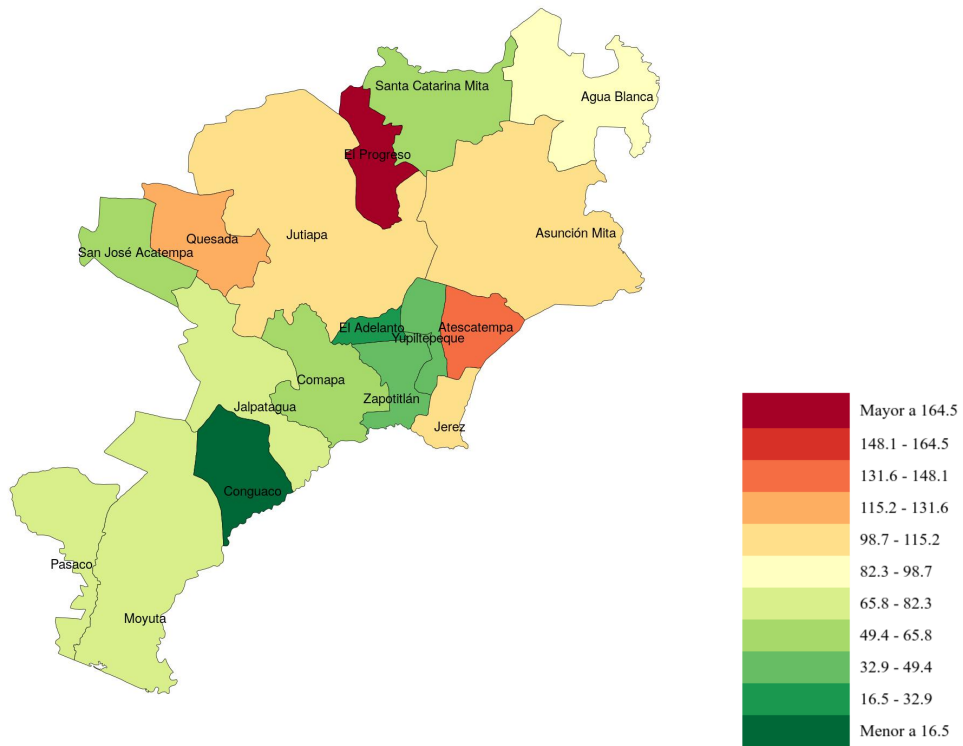 Santa Catarina Mita
Agua Blanca
El Progreso
Asunción Mita
Jutiapa
Quesada
San José Acatempa
El Adelanto
Atescatempa
Yupiltepeque
Comapa
Zapotitlán
Jalpatagua
Jerez
Conguaco
Pasaco
Moyuta
Mayor a 164.5
148.1 - 164.5
131.6 - 148.1
115.2 - 131.6
98.7 - 115.2
82.3 - 98.7
65.8 - 82.3
49.4 - 65.8
32.9 - 49.4
16.5 - 32.9
Menor a 16.5